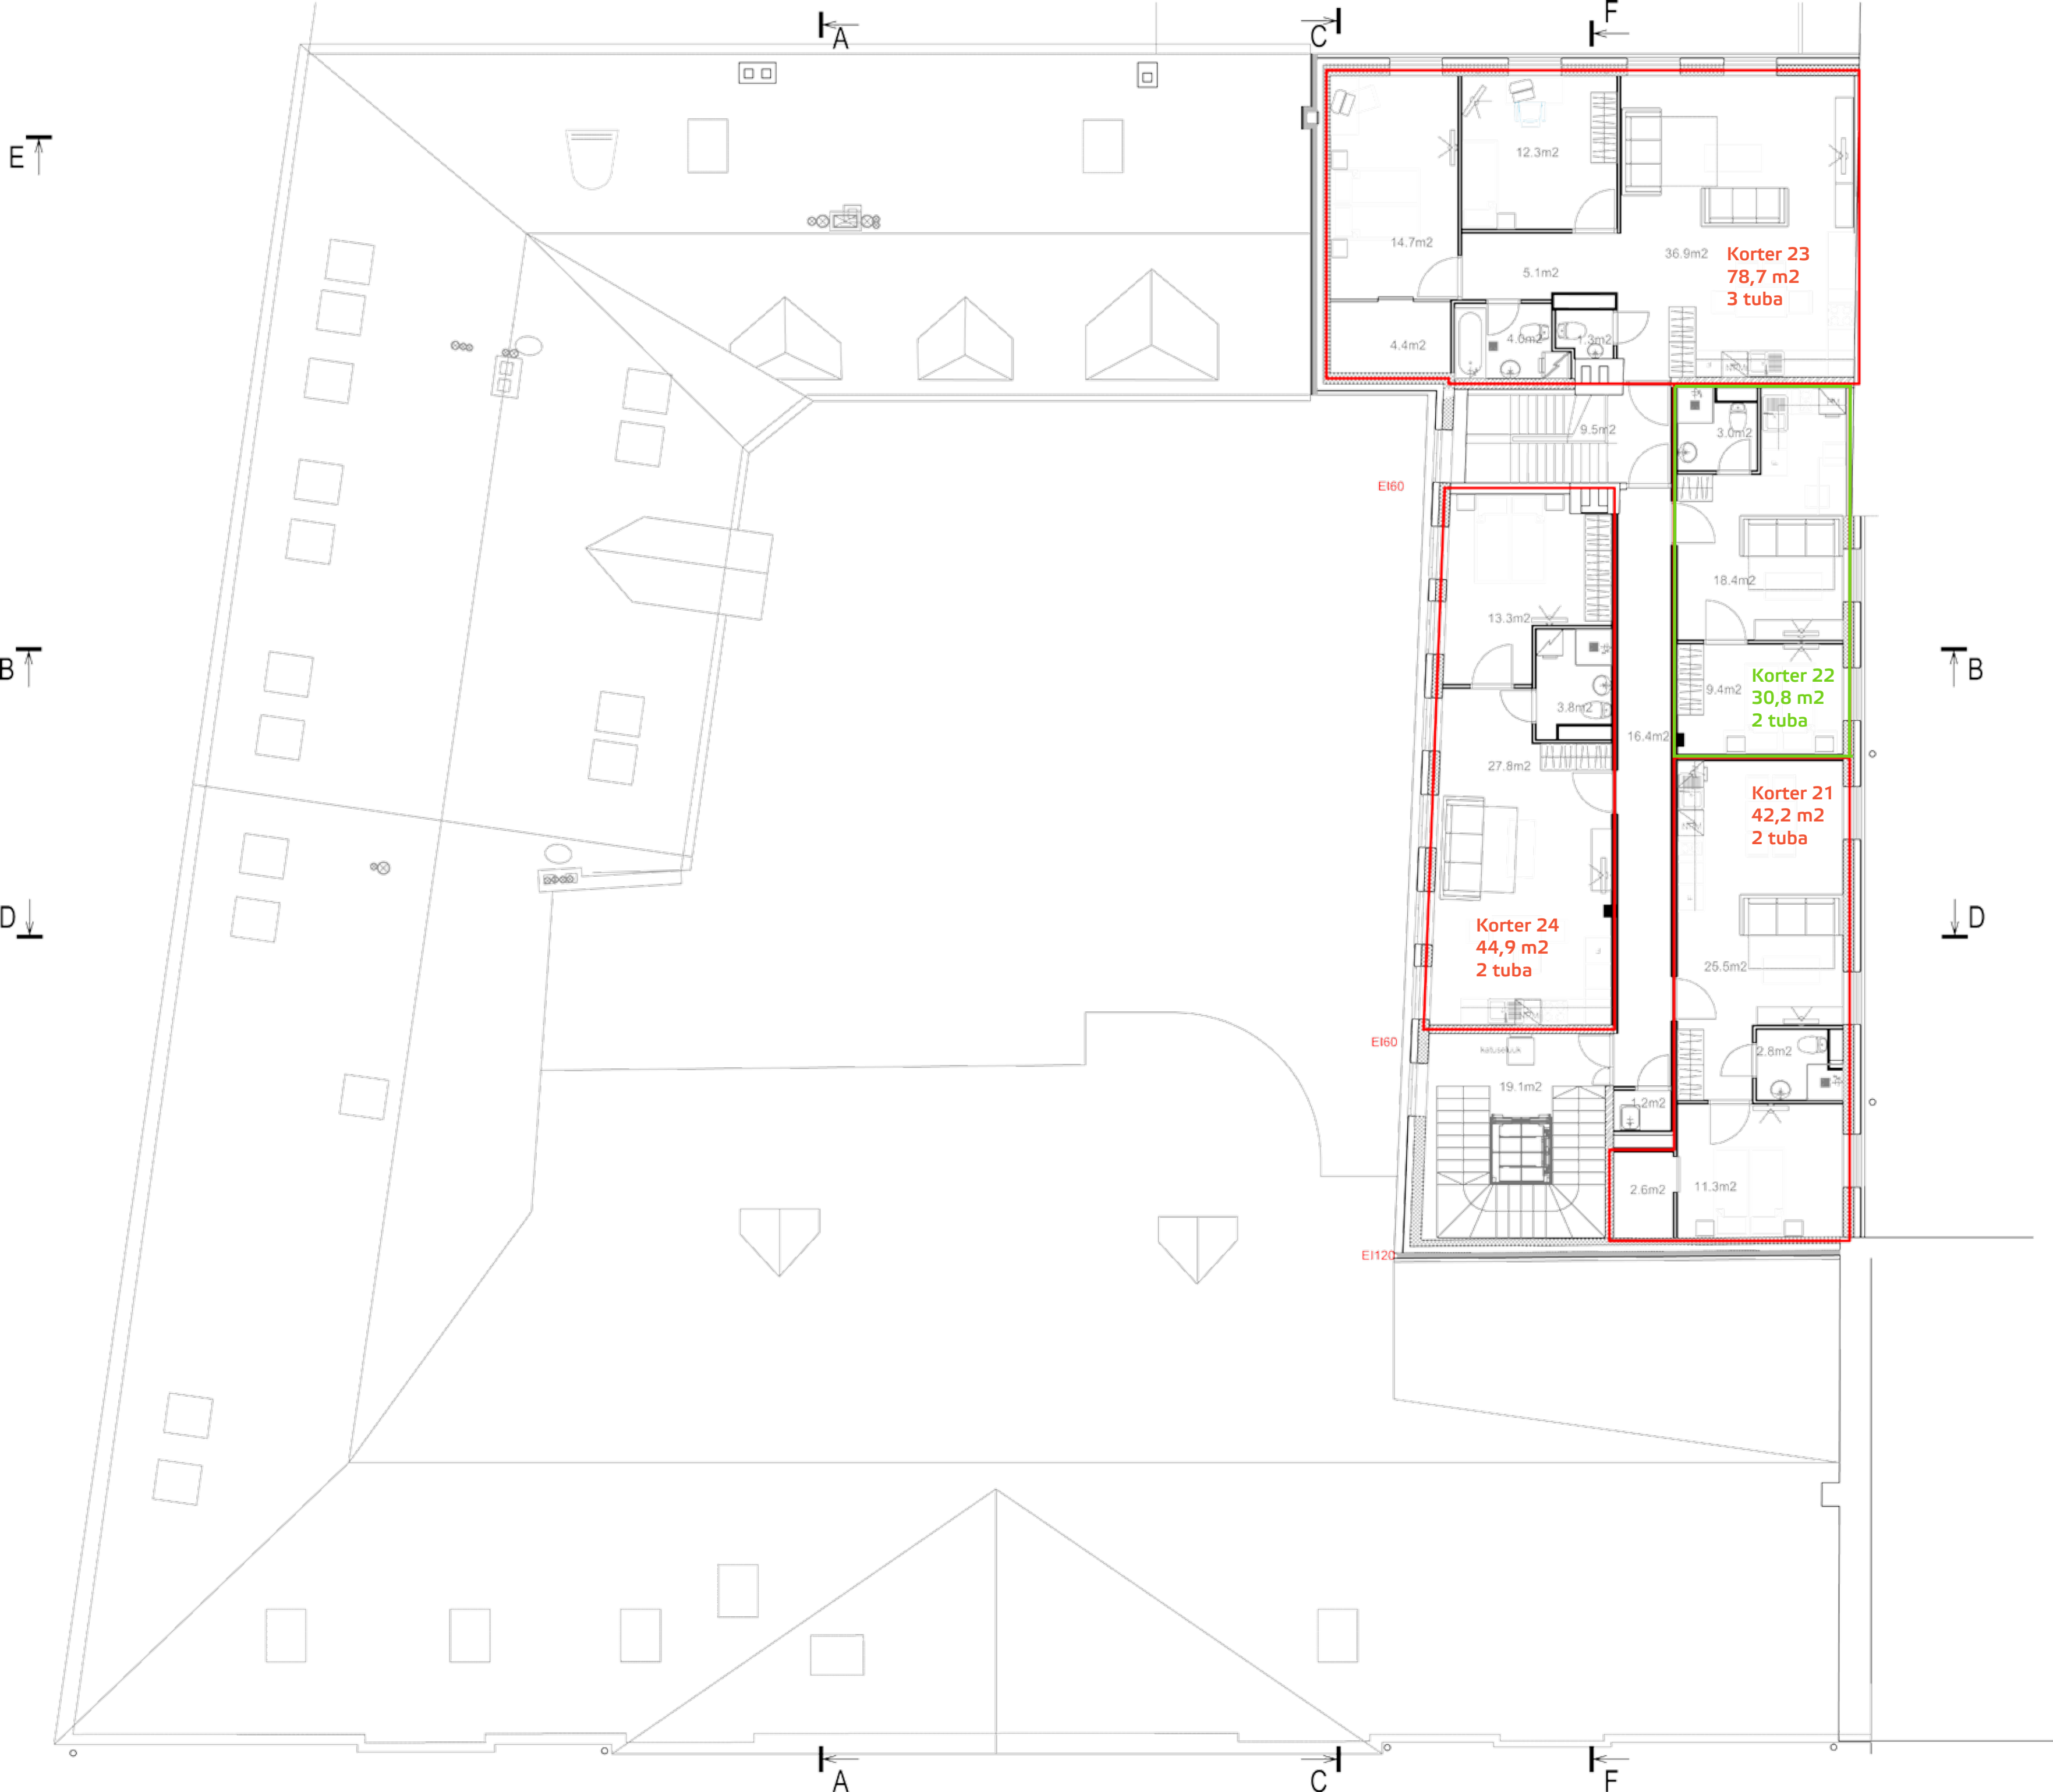 A
C
F
E
12.3m2
14.7m2
5.1m2
36.9m2
Korter 23
78,7 m2
3 tuba
4.4m2
4.0m2
1.3m2
9.5m2
3.0m2
EI60
18.4m2
13.3m2
B
B
9.4m2
Korter 22
30,8 m2
2 tuba
3.8m2
16.4m2
27.8m2
Korter 21
42,2 m2
2 tuba
D
D
Korter 24
44,9 m2
2 tuba
25.5m2
EI60
katuseluuk
2.8m2
19.1m2
1.2m2
2.6m2
11.3m2
EI120
A
C
F